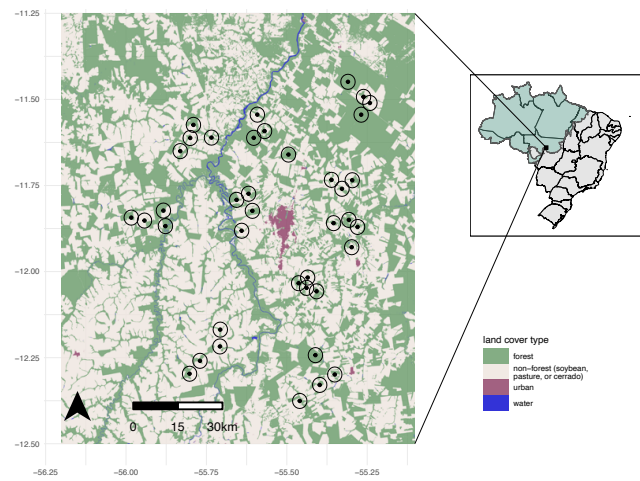 −11.25
−11.50
−11.75
−12.00
−12.25
−12.50
−56.25
−56.00
−55.75
−55.50
−55.25
0
15
30km
land cover type
forest
non−forest (soybean,
pasture, or cerrado)
urban
water